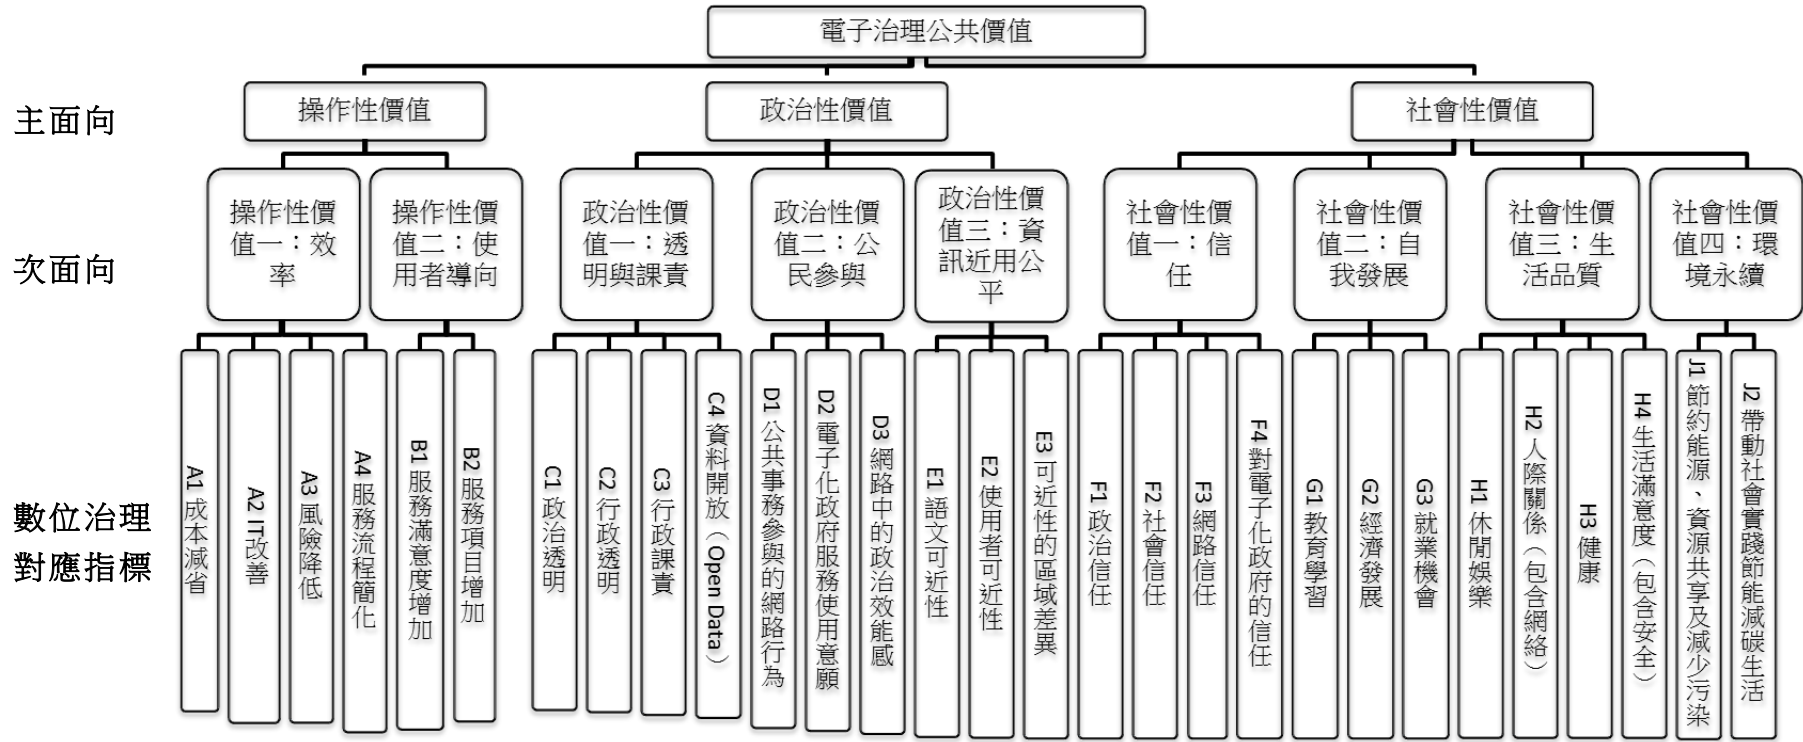 電子治理公共價值
主面向
操作性價值
政治性價值
社會性價值
次面向
操作性價
值一：效
率
操作性價
值二：使
用者導向
政治性價
值一：透
明與課責
政治性價
值二：公
民參與
政治性價
值三：資
訊近用公
平
社會性價
值一：信
任
社會性價
值二：自
我發展
社會性價
值三：生
活品質
社會性價
值四：環
境永續
數位治理
對應指標
A1 成本減省
A2 IT改善
A3 風險降低
A4 服務流程簡化
B1 服務滿意度增加
B2 服務項目增加
C1 政治透明
C2 行政透明
C3 行政課責
C4 資料開放（Open Data）
D1 公共事務參與的網路行為
D2 電子化政府服務使用意願
D3 網路中的政治效能感
E1 語文可近性
E2 使用者可近性
E3 可近性的區域差異
F1 政治信任
F2 社會信任
F3 網路信任
F4 對電子化政府的信任
G1 教育學習
G2 經濟發展
G3 就業機會
H1 休閒娛樂
H2 人際關係（包含網絡）
H3 健康
H4 生活滿意度（包含安全）
J1 節約能源、資源共享及減少污染
J2 帶動社會實踐節能減碳生活